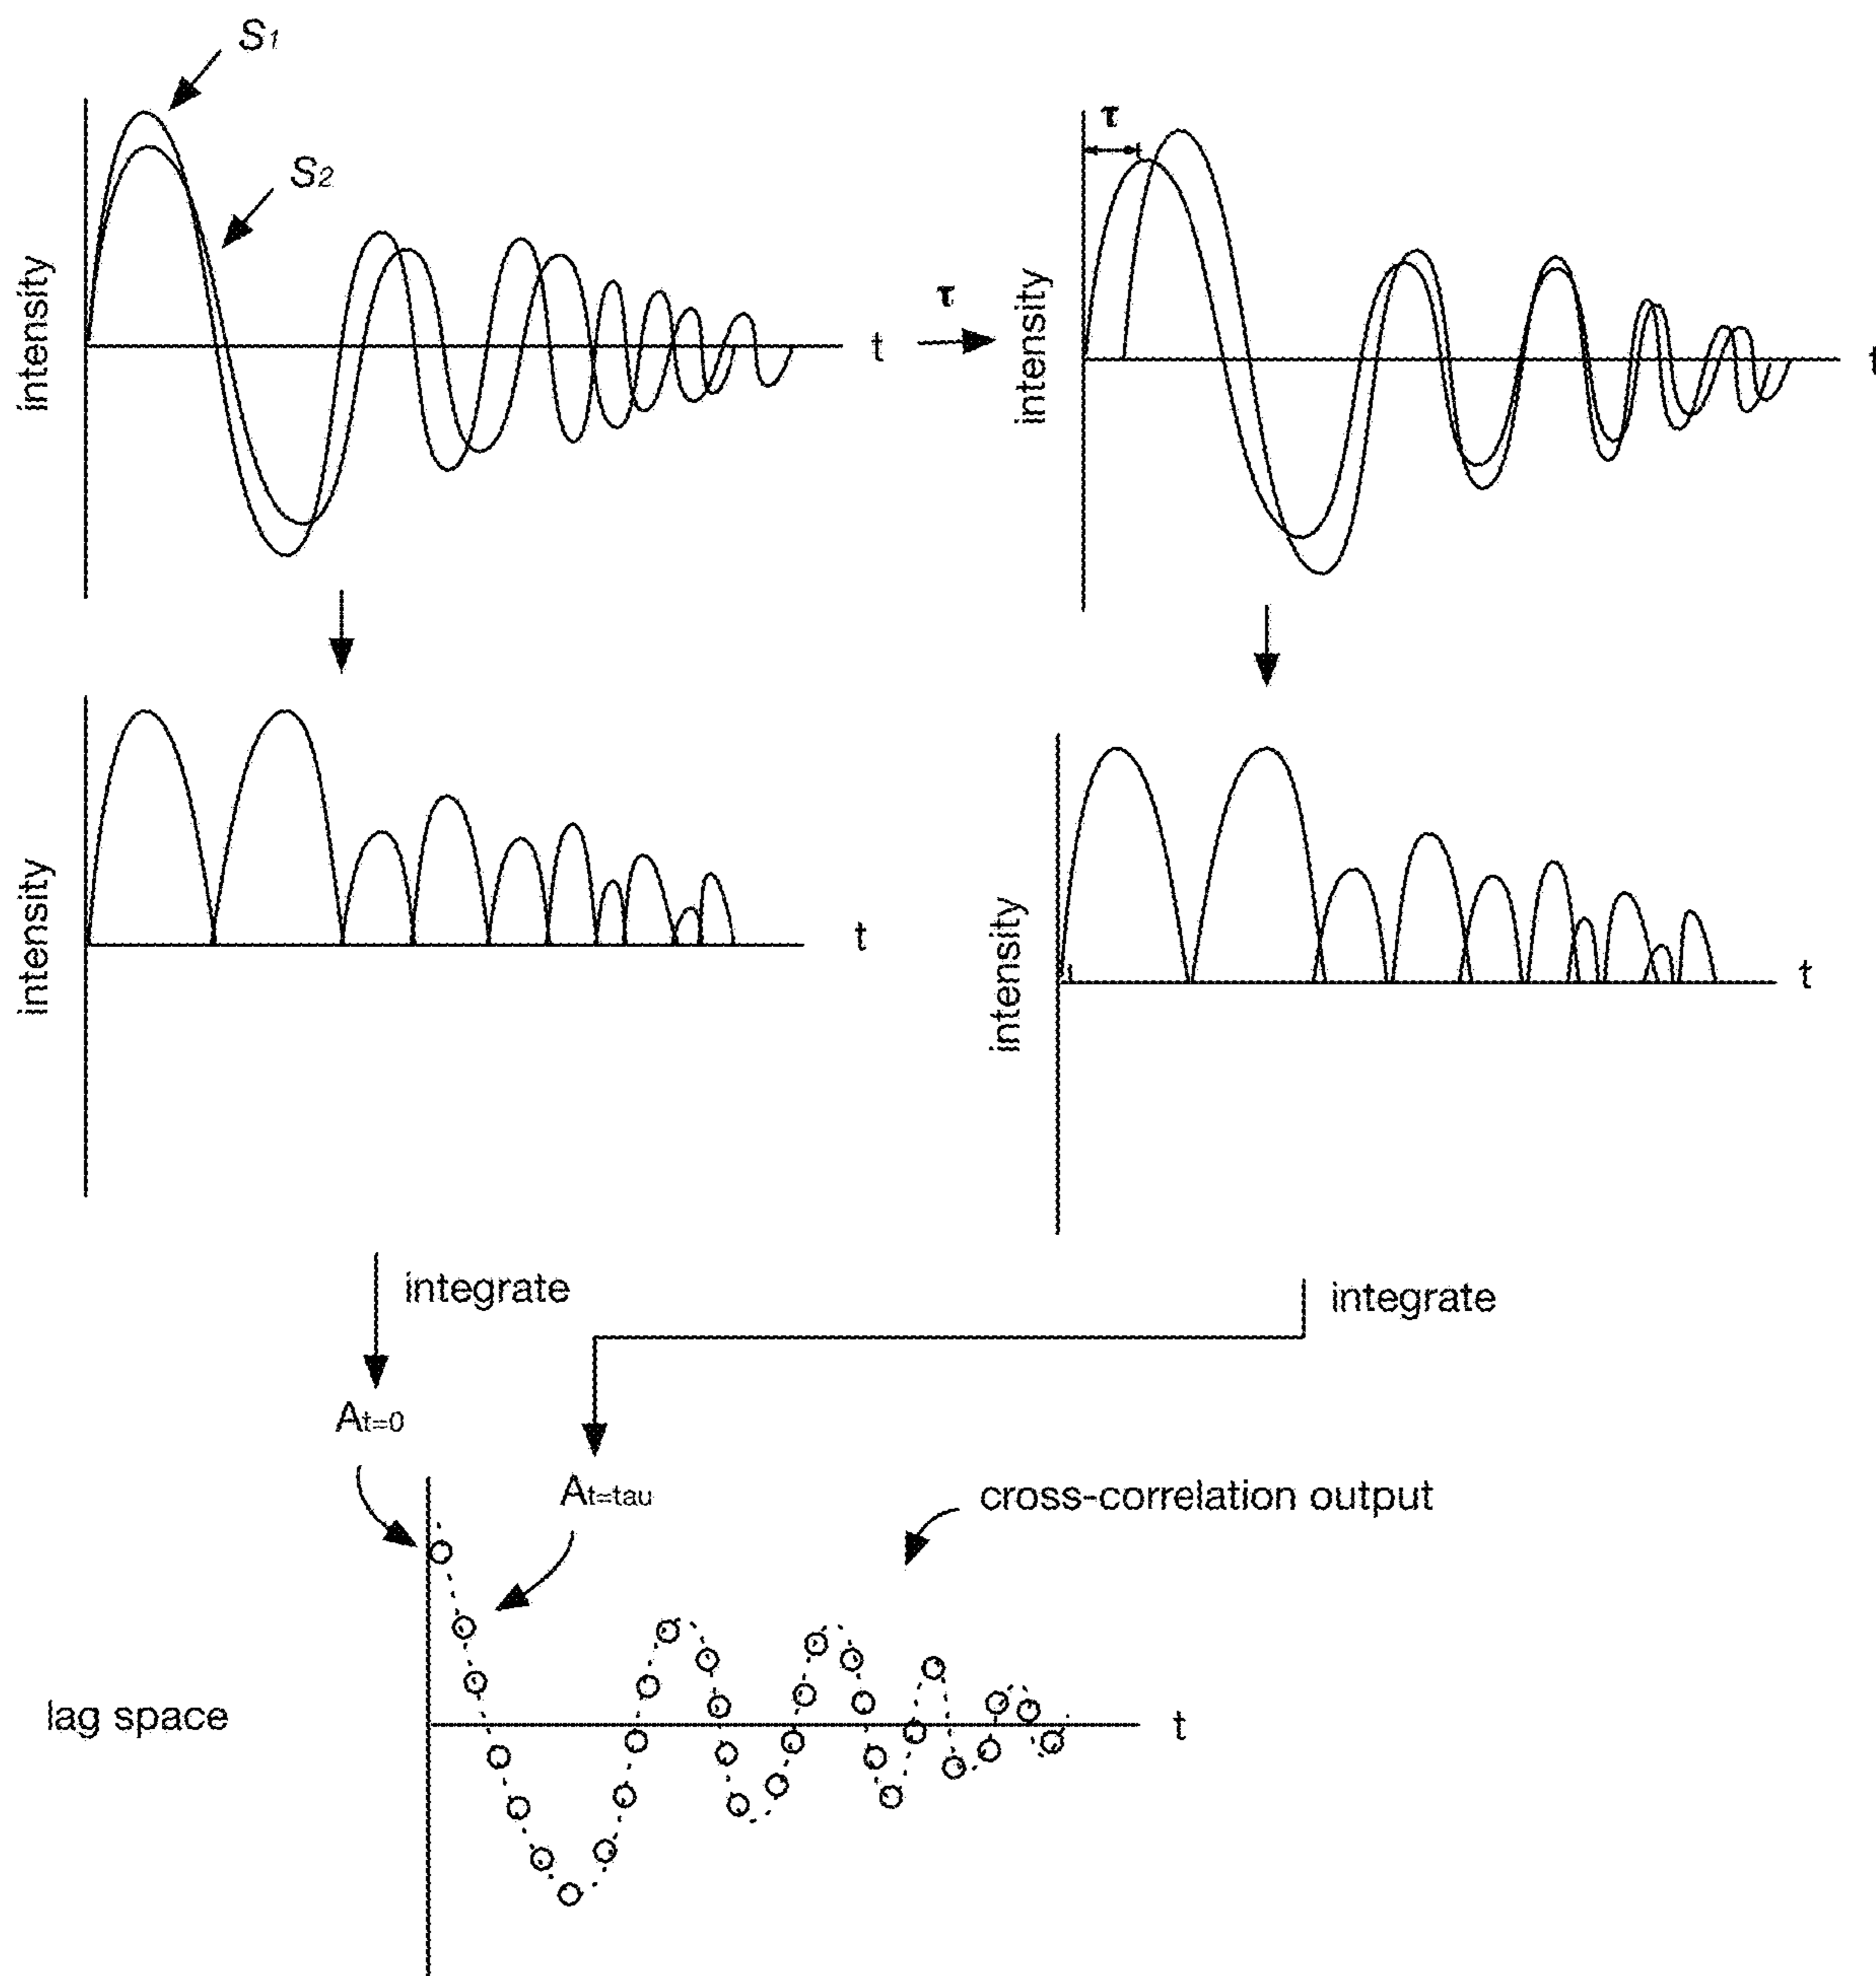 S1
S2
τ
intensity
t
τ
intensity
t
intensity
t
intensity
t
integrate
integrate
At=0
At=tau
cross-correlation output
lag space
t